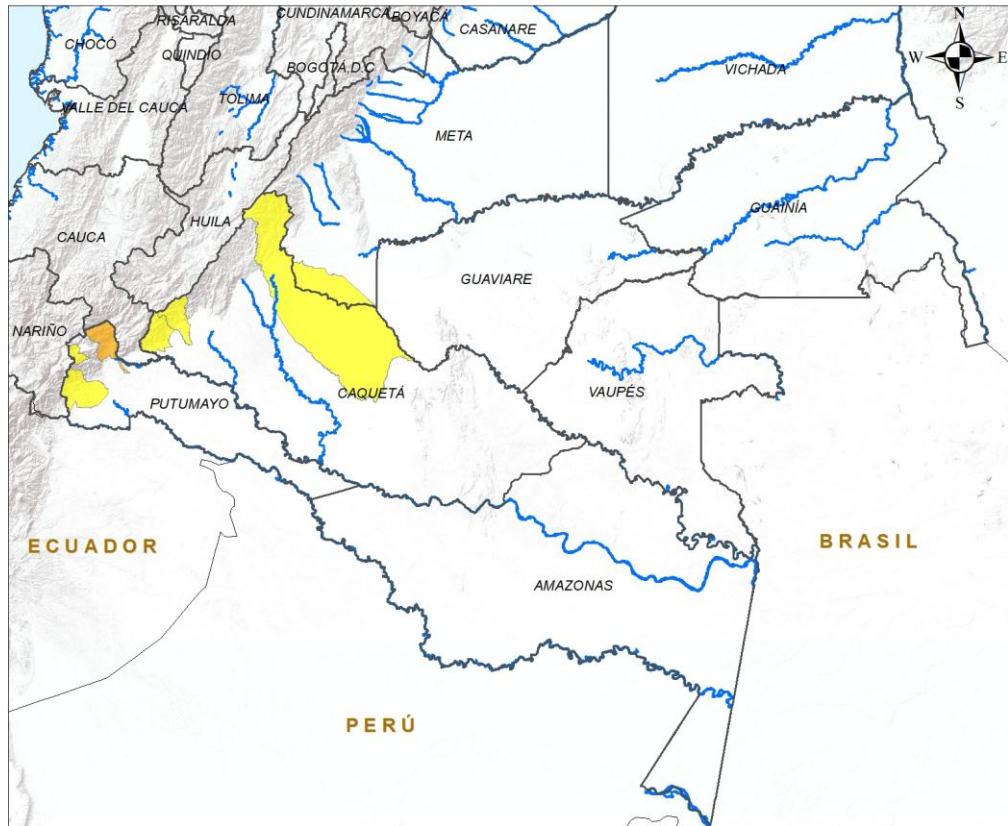 RISARALDA
CUNDINAMARCA
BOYACÁ
CASANARE
CHOCÓ
QUINDÍO
BOGOTÁ D.C
N
W E
S
VICHADA
VALLE DEL CAUCA
TOLIMA
META
HUILA
GUAINÍA
CAUCA
GUAVIARE
NARIÑO
PUTUMAYO
CAQUETÁ
VAUPÉS
ECUADOR
BRASIL
AMAZONAS
PERÚ